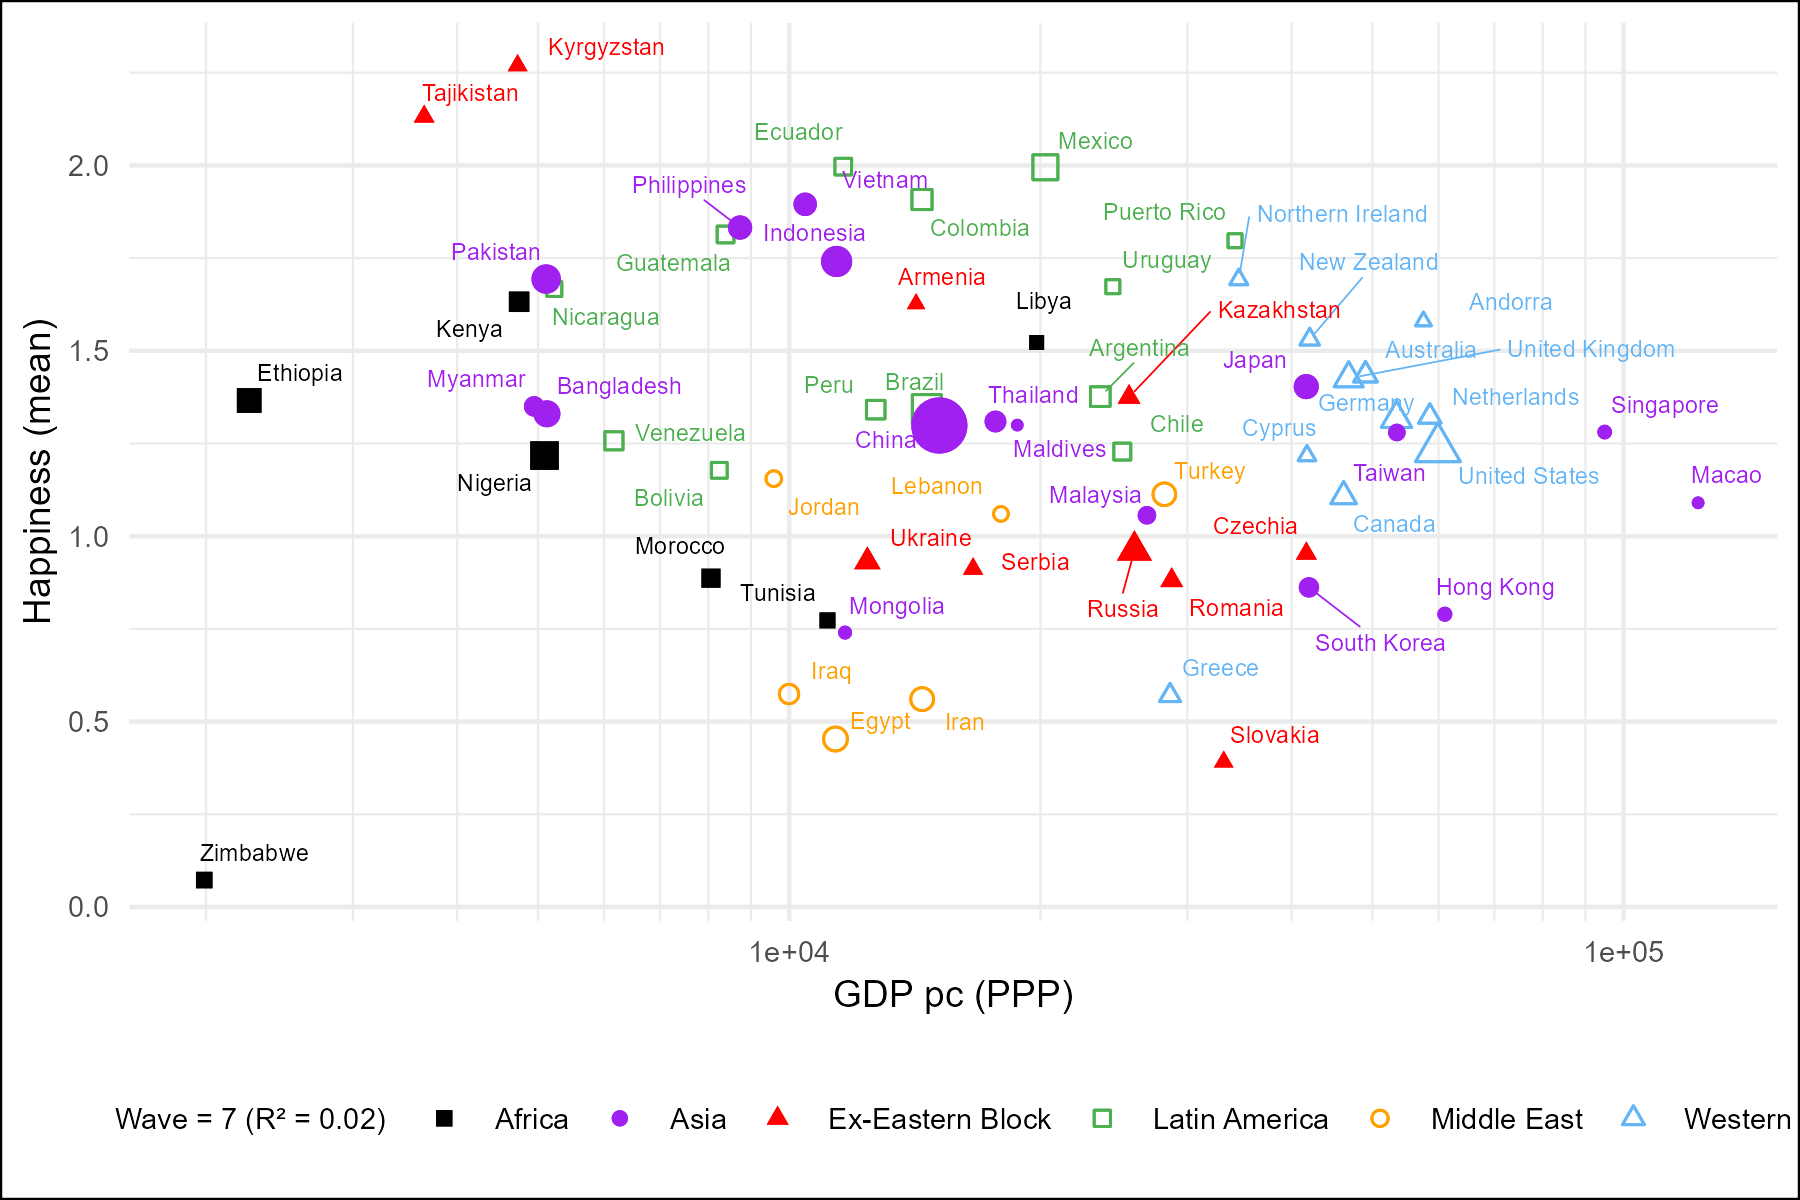 Kyrgyzstan
Tajikistan
Ecuador
Mexico
2.0
Philippines
Vietnam
Puerto Rico
Northern Ireland
Colombia
Indonesia
Pakistan
Guatemala
Uruguay
New Zealand
Armenia
Libya
Andorra
Kazakhstan
Nicaragua
Kenya
1.5
Argentina
Australia
United Kingdom
Japan
Ethiopia
Myanmar
Bangladesh
Peru
Brazil
Thailand
Germany
Netherlands
Singapore
Chile
Cyprus
Venezuela
China
Maldives
Turkey
Taiwan
United States
Macao
Nigeria
Bolivia
Lebanon
Malaysia
Jordan
Canada
Czechia
1.0
Morocco
Ukraine
Serbia
Tunisia
Mongolia
Russia
Romania
Hong Kong
South Korea
Iraq
Greece
0.5
Egypt
Iran
Slovakia
Zimbabwe
0.0
Happiness (mean)
1e+04
1e+05
GDP pc (PPP)
Wave = 7 (R² = 0.02) Africa Asia Ex-Eastern Block Latin America Middle East Western